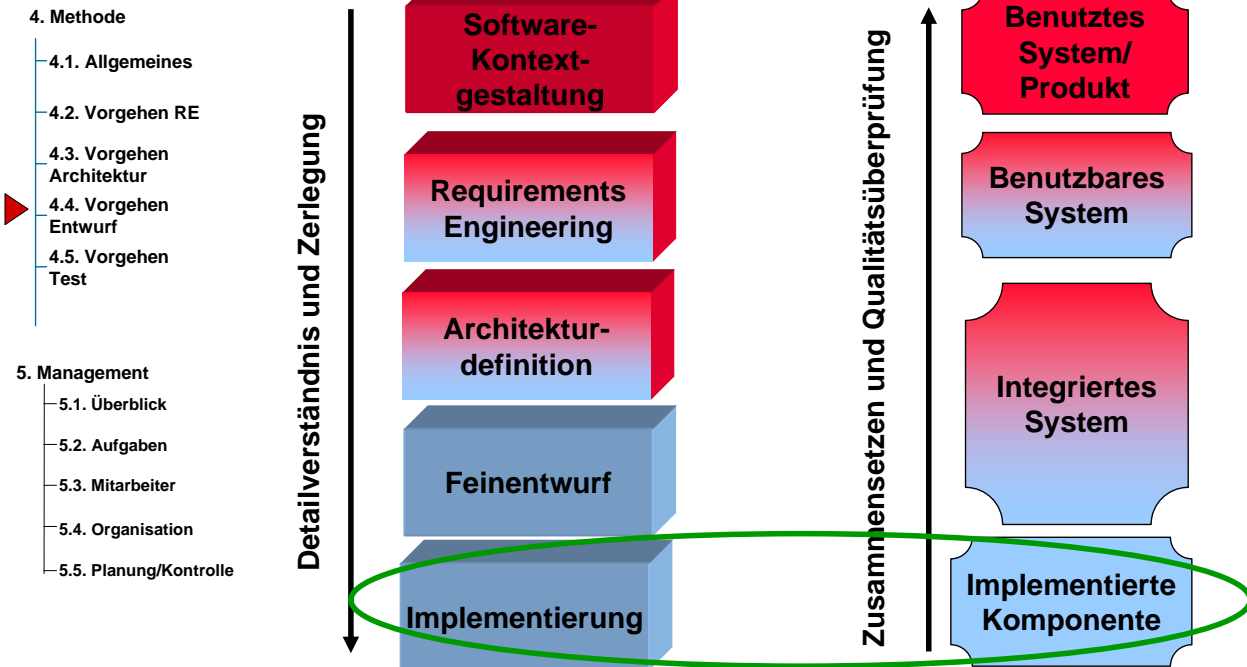 4. Methode
4.1. Allgemeines
4.2. Vorgehen RE
4.3. Vorgehen
Architektur
4.4. Vorgehen
Entwurf
4.5. Vorgehen
Test
5. Management
5.1. Überblick
5.2. Aufgaben
5.3. Mitarbeiter
5.4. Organisation
5.5. Planung/Kontrolle
Detailverständnis und Zerlegung
Software-
Kontext-
gestaltung
Requirements
Engineering
Architektur-
definition
Feinentwurf
Implementierung
Zusammensetzen und Qualitätsüberprüfung
Benutztes
System/
Produkt
Benutzbares
System
Integriertes
System
Implementierte
Komponente